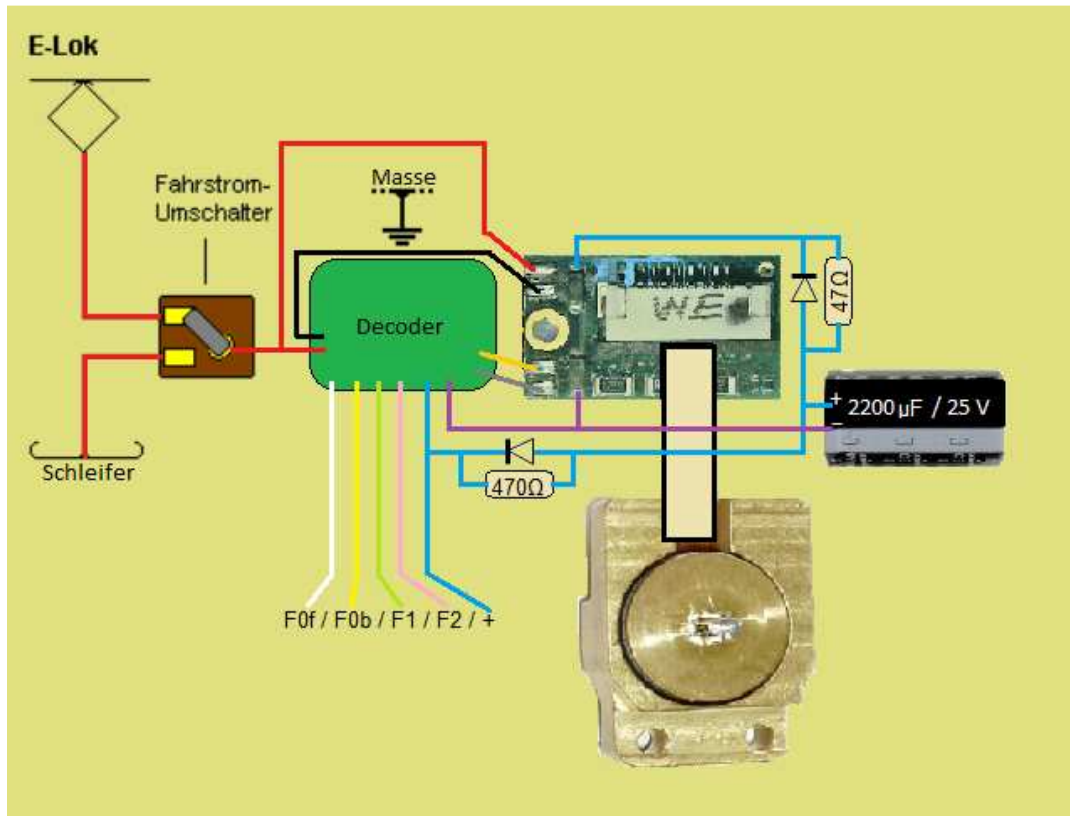 E-Lok
Fahrstrom-
Umschalter
Masse
Decoder
WE
47Ω
+ 2200 µF / 25 V
−
Schleifer
470Ω
F0f / F0b / F1 / F2 / +